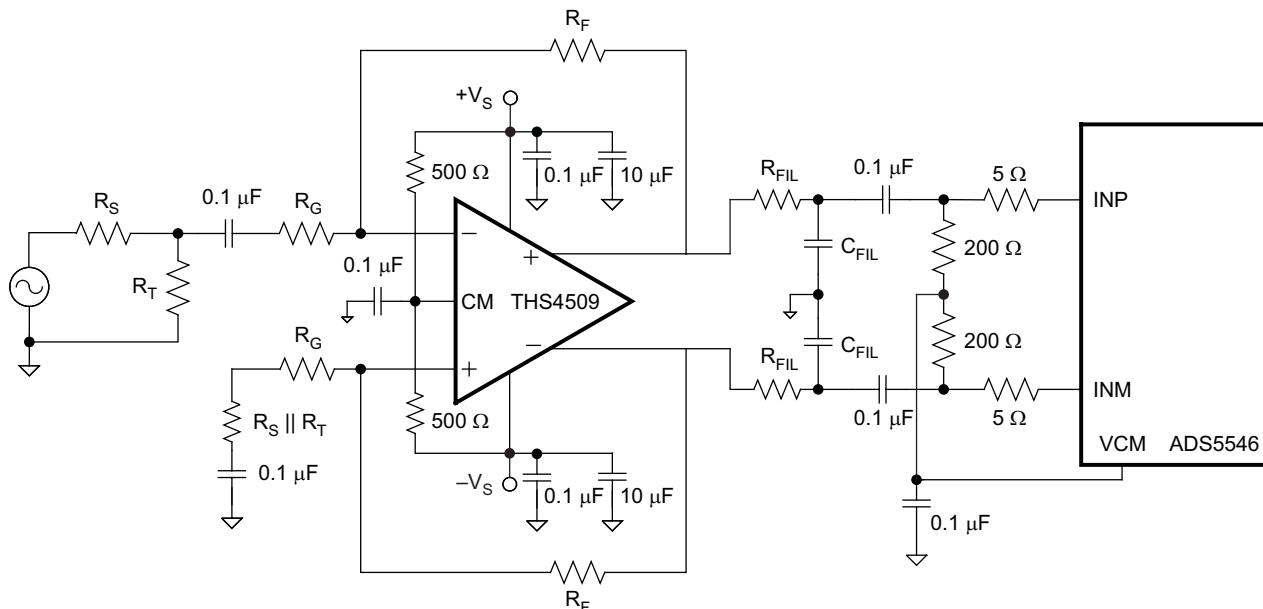 R_F
+V_S
500 Ω
0.1 μF 10 μF
R_S
0.1 μF
R_G
R_T
0.1 μF
− +
CM THS4509
R_FIL
0.1 μF
5 Ω
INP
C_FIL
200 Ω
R_G
+ −
R_FIL
C_FIL
200 Ω
0.1 μF
5 Ω
INM
R_S || R_T
500 Ω
0.1 μF
−V_S
0.1 μF 10 μF
VCM ADS5546
0.1 μF
R_F